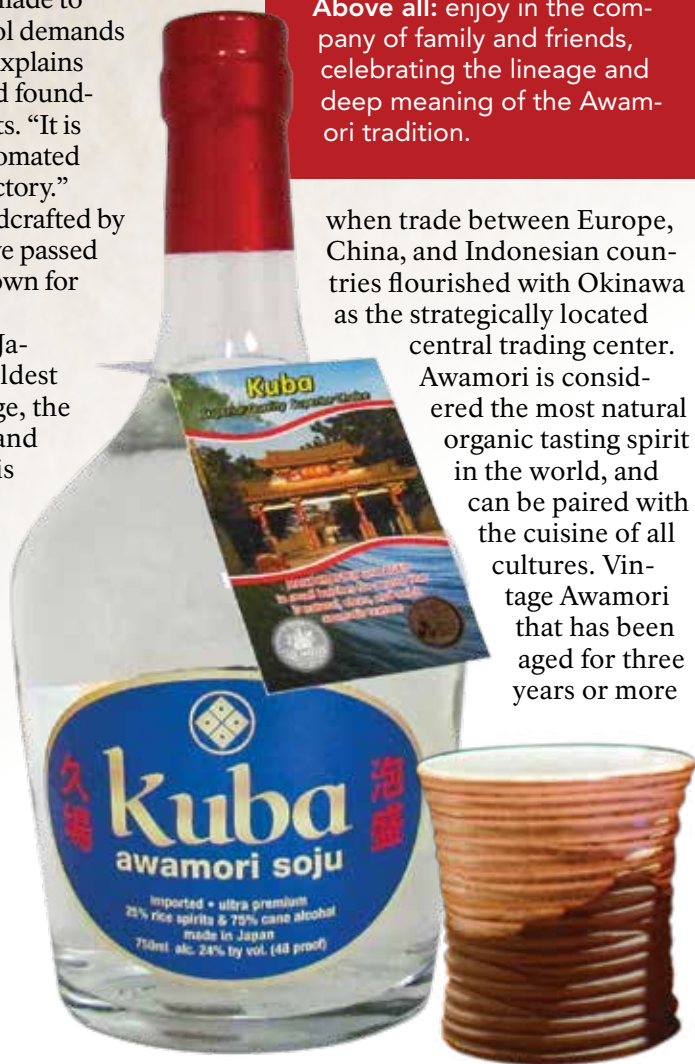 made to
ol demands
explains
d found-
ts. “It is
omated
ctory.”
dcrafted by
ve passed
own for
Ja-
ldest
ge, the
and
is
Above all: enjoy in the com-
pany of family and friends,
celebrating the lineage and
deep meaning of the Awam-
ori tradition.
when trade between Europe,
China, and Indonesian coun-
tries flourished with Okinawa
as the strategically located
central trading center.
Awamori is consid-
ered the most natural
organic tasting spirit
in the world, and
can be paired with
the cuisine of all
cultures. Vin-
tage Awamori
that has been
aged for three
years or more
Kuba
久場
泡盛
kuba
awamori soju
imported • ultra premium
25% rice spirits & 75% cane alcohol
made in Japan
750ml alc. 24% by vol. (48 proof)